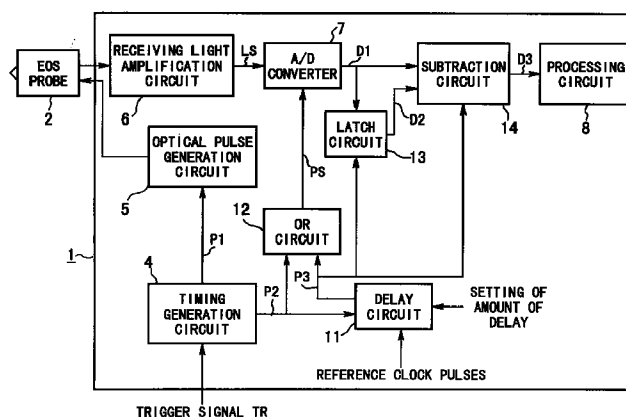 7
EOS
PROBE
2
RECEIVING LIGHT
AMPLIFICATION
CIRCUIT
6
LS
A/D
CONVERTER
D1
SUBTRACTION
CIRCUIT
14
D3
PROCESSING
CIRCUIT
8
D2
LATCH
CIRCUIT
13
OPTICAL PULSE
GENERATION
CIRCUIT
5
PS
12
OR
CIRCUIT
P1
1
4
TIMING
GENERATION
CIRCUIT
P2
P3
DELAY
CIRCUIT
11
SETTING OF
AMOUNT OF
DELAY
REFERENCE CLOCK PULSES
TRIGGER SIGNAL TR